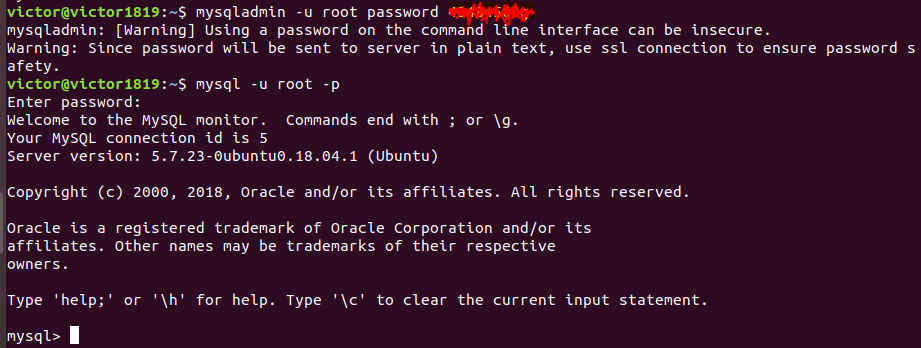 victor@victor1819:~$ mysqladmin -u root password
mysqladmin: [Warning] Using a password on the command line interface can be insecure.
Warning: Since password will be sent to server in plain text, use ssl connection to ensure password s
afety.
victor@victor1819:~$ mysql -u root -p
Enter password:
Welcome to the MySQL monitor.  Commands end with ; or \g.
Your MySQL connection id is 5
Server version: 5.7.23-0ubuntu0.18.04.1 (Ubuntu)
Copyright (c) 2000, 2018, Oracle and/or its affiliates. All rights reserved.
Oracle is a registered trademark of Oracle Corporation and/or its
affiliates. Other names may be trademarks of their respective
owners.
Type 'help;' or '\h' for help. Type '\c' to clear the current input statement.
mysql>